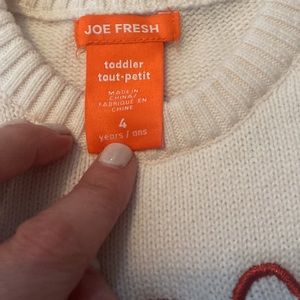 JOE FRESH
toddler
tout-petit
MADE IN
CHINA/
FABRIQUÉ EN
CHINE
4
years / ans